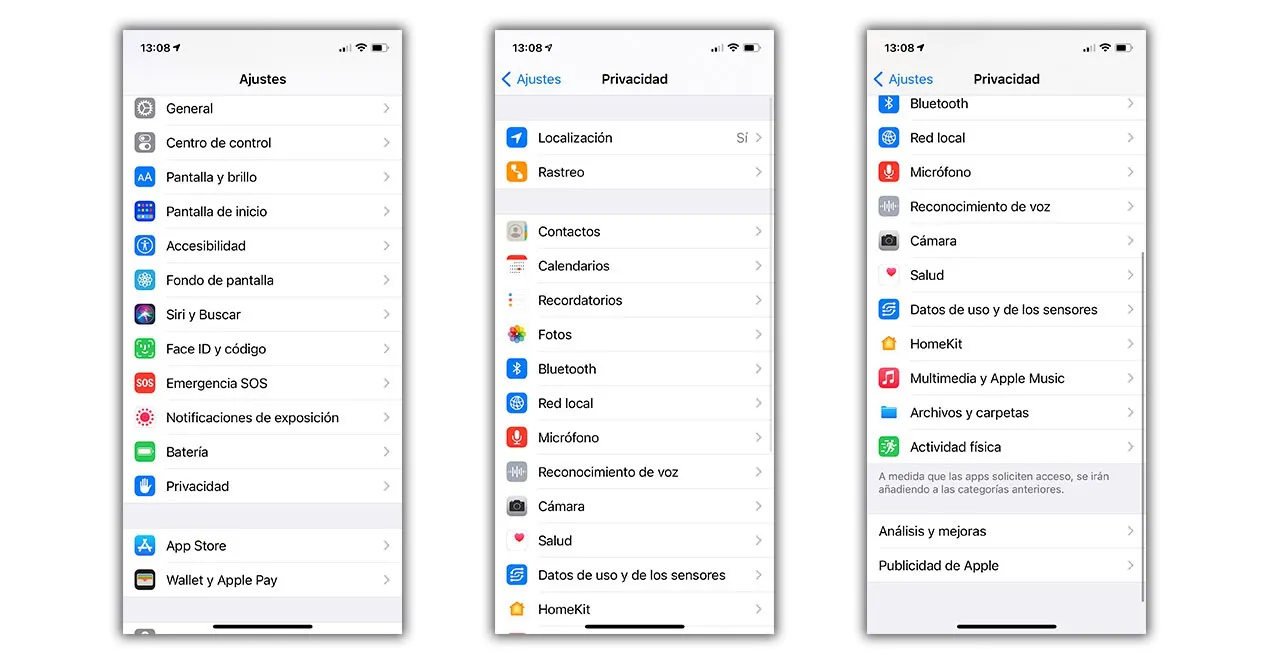 13:08
Ajustes
General
Centro de control
AA
Pantalla y brillo
Pantalla de inicio
Accesibilidad
Fondo de pantalla
Siri y Buscar
Face ID y código
SOS
Emergencia SOS
Notificaciones de exposición
Batería
Privacidad
App Store
Wallet y Apple Pay
13:08
Ajustes
Privacidad
Localización
Sí
Rastreo
Contactos
Calendarios
Recordatorios
Fotos
Bluetooth
Red local
Micrófono
Reconocimiento de voz
Cámara
Salud
Datos de uso y de los sensores
HomeKit
13:08
Ajustes
Privacidad
Bluetooth
Red local
Micrófono
Reconocimiento de voz
Cámara
Salud
Datos de uso y de los sensores
HomeKit
Multimedia y Apple Music
Archivos y carpetas
Actividad física
A medida que las apps soliciten acceso, se irán
añadiendo a las categorías anteriores.
Análisis y mejoras
Publicidad de Apple